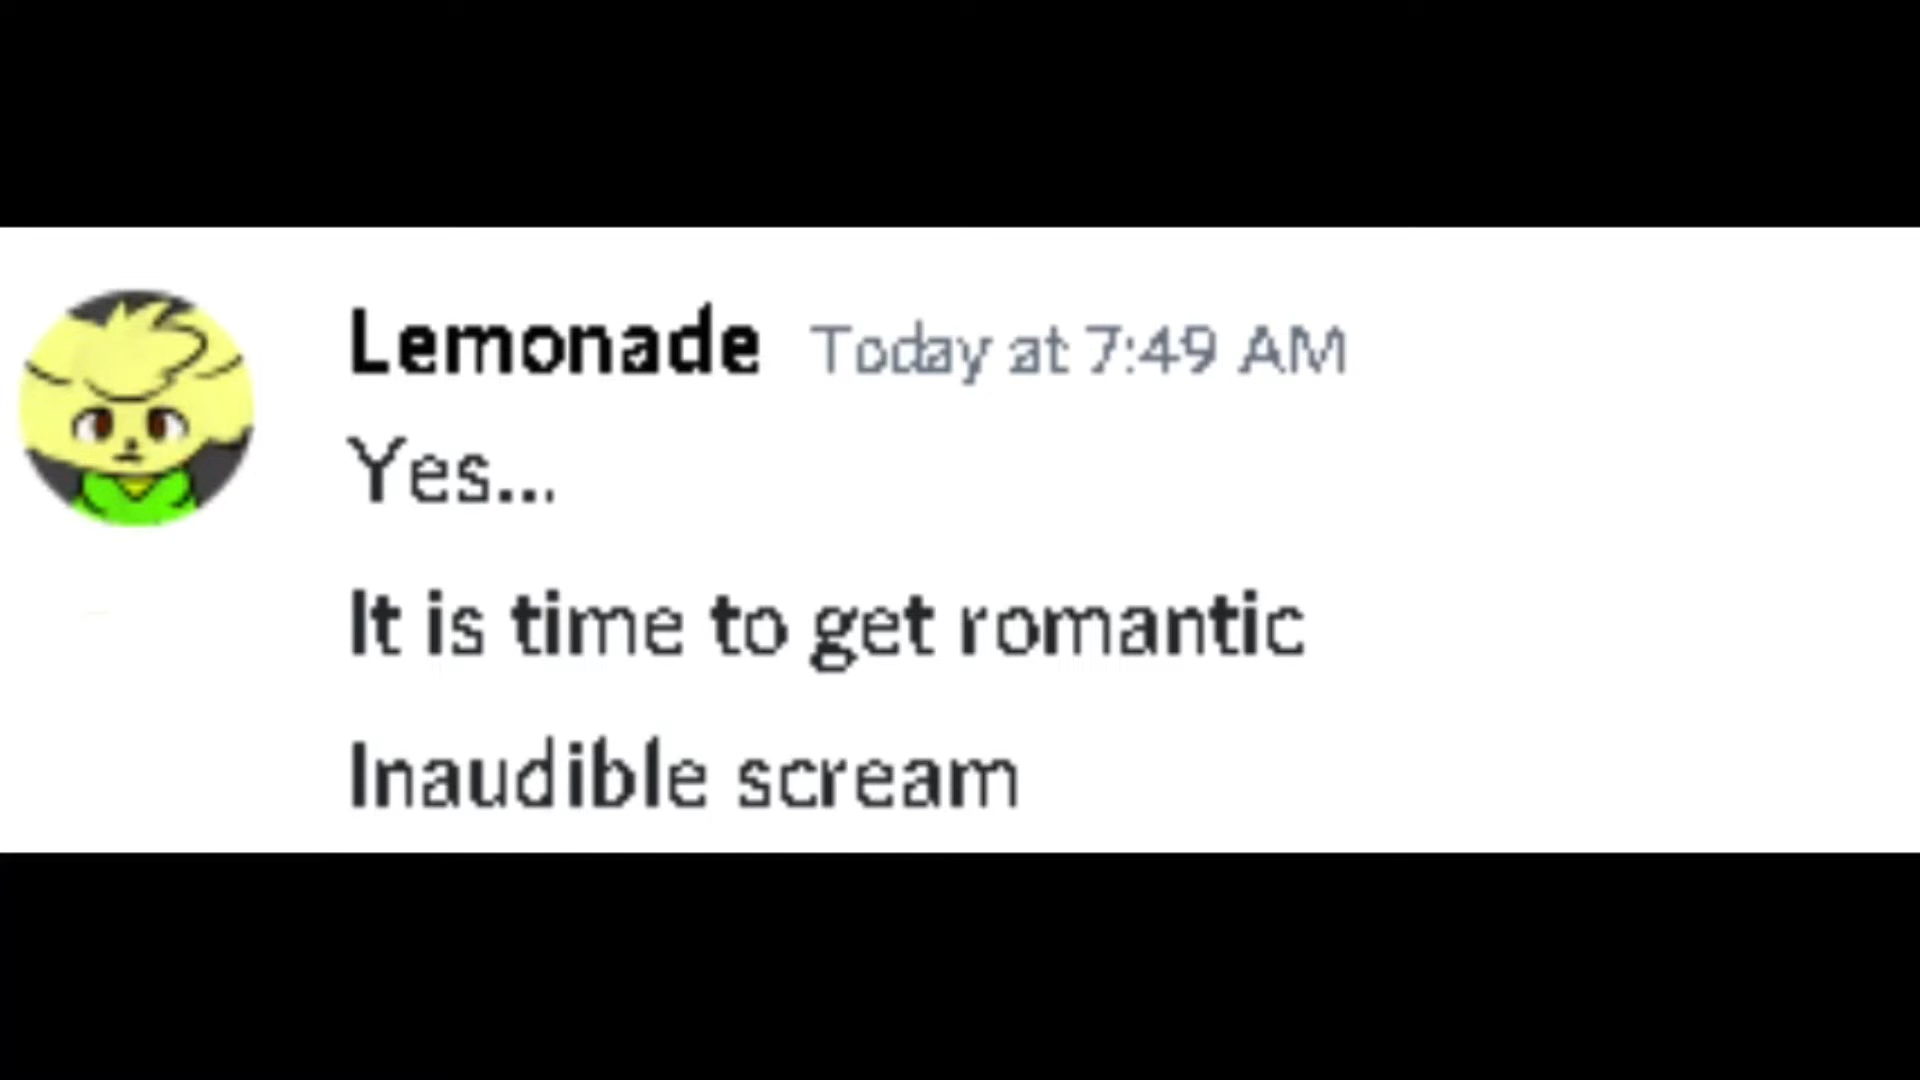 Lemonade Today at 7:49 AM
Yes...
It is time to get romantic
Inaudible scream